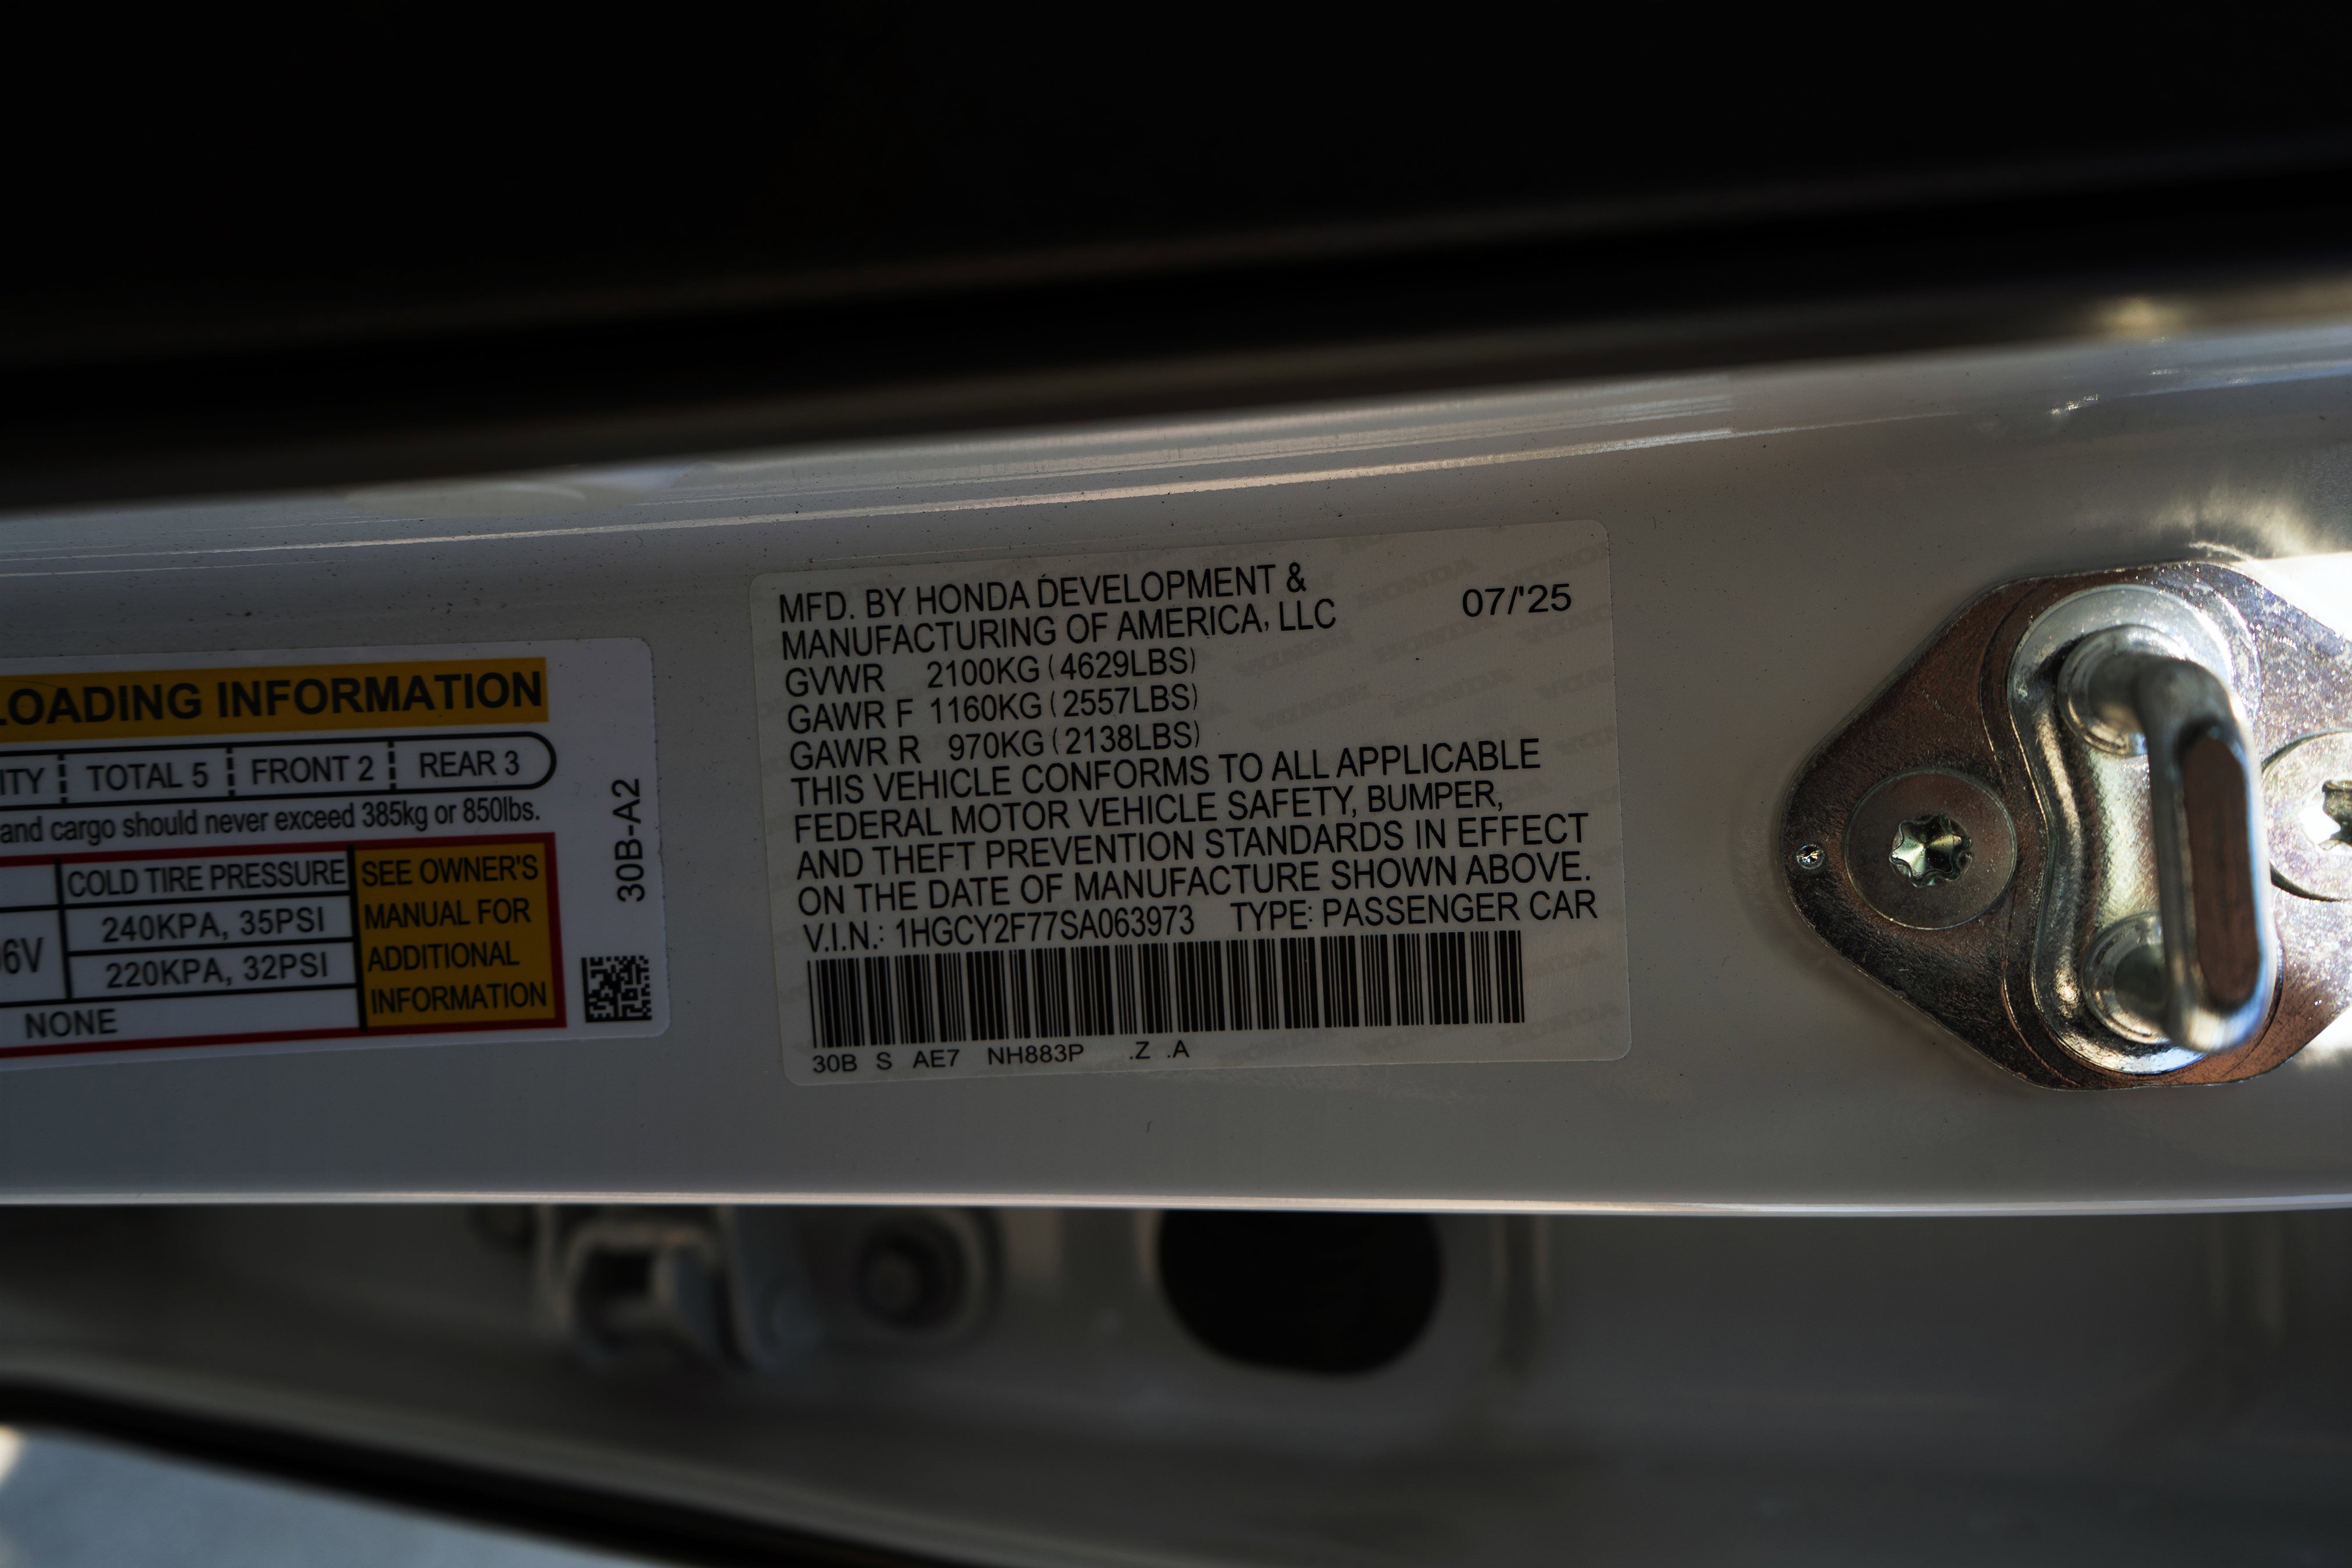 LOADING INFORMATION
ITY TOTAL 5 FRONT 2 REAR 3
and cargo should never exceed 385kg or 850lbs.
COLD TIRE PRESSURE
SEE OWNER'S
MANUAL FOR
ADDITIONAL
INFORMATION
6V
240KPA, 35PSI
220KPA, 32PSI
NONE
30B-A2
MFD. BY HONDA DEVELOPMENT &
MANUFACTURING OF AMERICA, LLC 07/'25
GVWR 2100KG (4629LBS)
GAWR F 1160KG (2557LBS)
GAWR R 970KG (2138LBS)
THIS VEHICLE CONFORMS TO ALL APPLICABLE
FEDERAL MOTOR VEHICLE SAFETY, BUMPER,
AND THEFT PREVENTION STANDARDS IN EFFECT
ON THE DATE OF MANUFACTURE SHOWN ABOVE.
V.I.N.: 1HGCY2F77SA063973 TYPE: PASSENGER CAR
30B S AE7 NH883P .Z .A